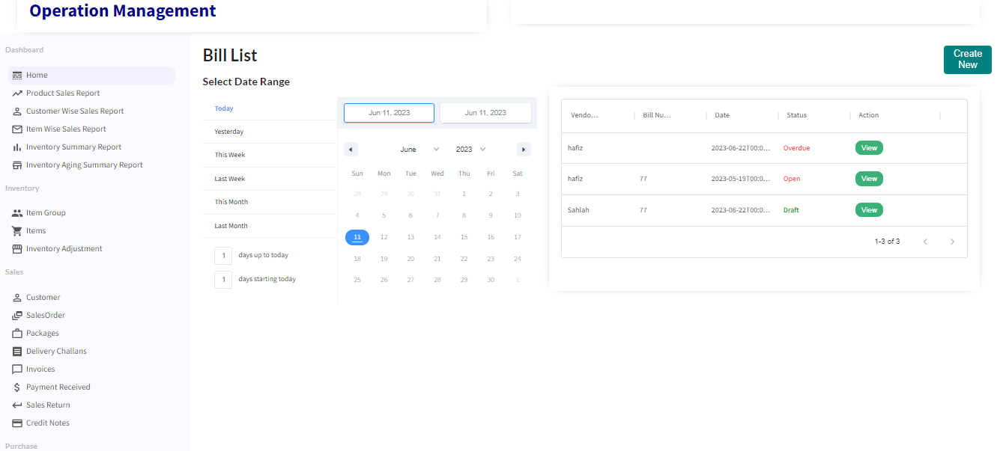 Operation Management
Dashboard
Home
Product Sales Report
Customer Wise Sales Report
Item Wise Sales Report
Inventory Summary Report
Inventory Aging Summary Report
Inventory
Item Group
Items
Inventory Adjustment
Sales
Customer
SalesOrder
Packages
Delivery Challans
Invoices
Payment Received
Sales Return
Credit Notes
Purchase
Bill List
Create New
Select Date Range
Today
Yesterday
This Week
Last Week
This Month
Last Month
1 days up to today
1 days starting today
Jun 11, 2023 Jun 11, 2023
June 2023
Sun Mon Tue Wed Thu Fri Sat
28 29 30 31 1 2 3
4 5 6 7 8 9 10
11 12 13 14 15 16 17
18 19 20 21 22 23 24
25 26 27 28 29 30 1
Vendo... Bill Nu... Date Status Action
hafiz 2023-06-22T00:0... Overdue View
hafiz 77 2023-05-19T00:0... Open View
Sahlah 77 2023-06-22T00:0... Draft View
1-3 of 3